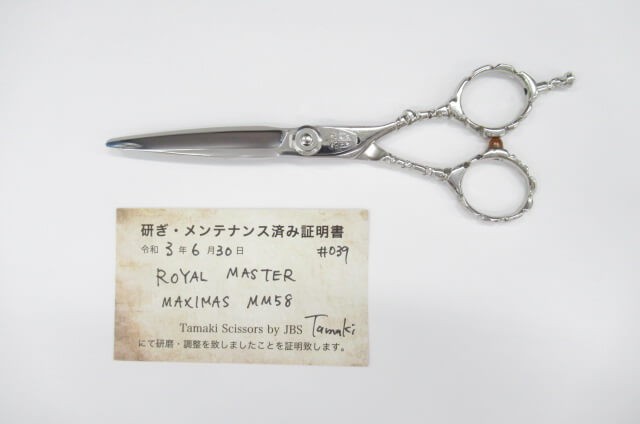 研ぎ・メンテナンス済み証明書
令和 3 年 6 月 30 日 #039
ROYAL MASTER
MAXIMAS MM58
Tamaki Scissors by JBS Tamaki
にて研磨・調整を致しましたことを証明致します。